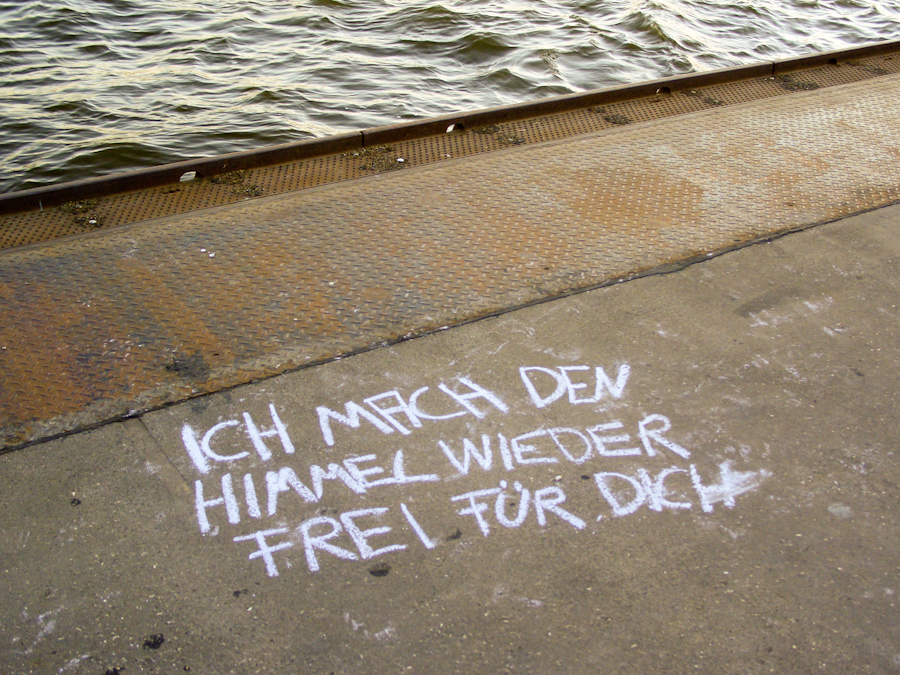 ICH MACH DEN
HIMMEL WIEDER
FREI FÜR DICH